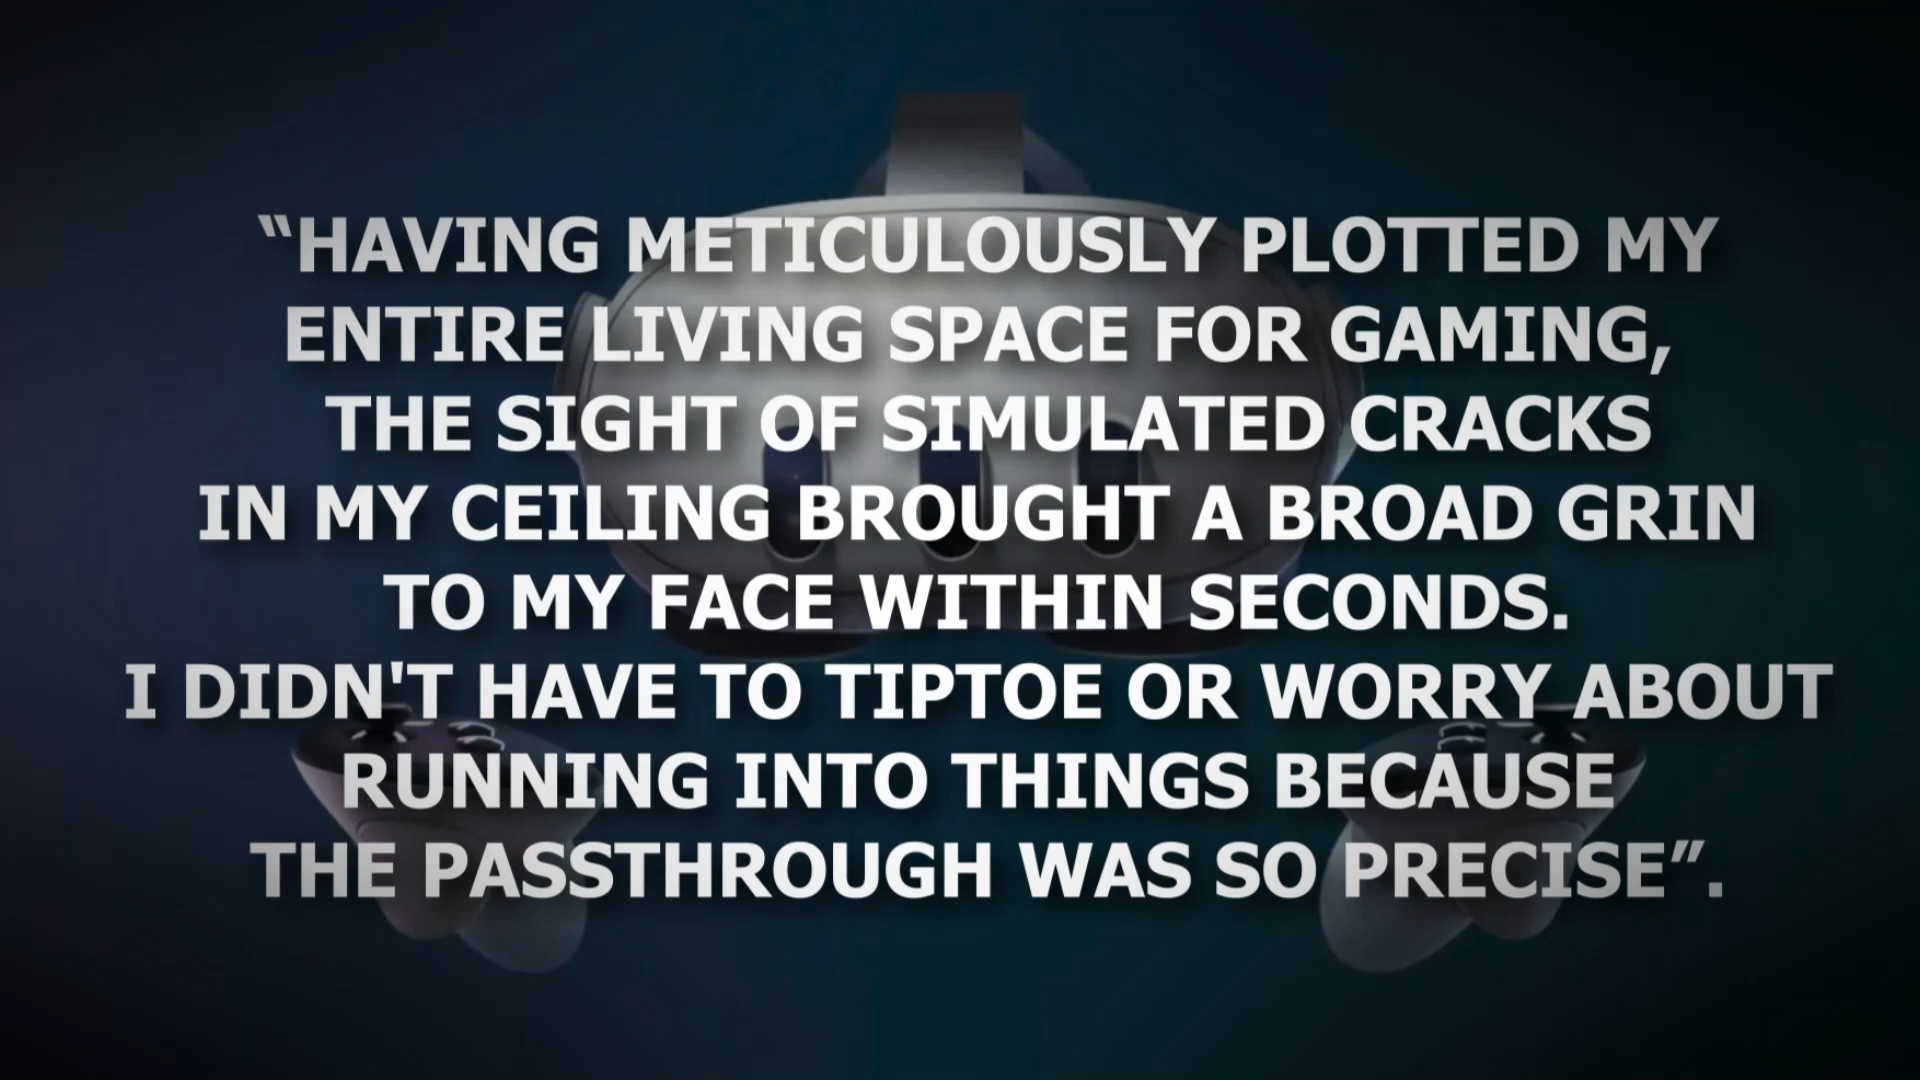 “HAVING METICULOUSLY PLOTTED MY
ENTIRE LIVING SPACE FOR GAMING,
THE SIGHT OF SIMULATED CRACKS
IN MY CEILING BROUGHT A BROAD GRIN
TO MY FACE WITHIN SECONDS.
I DIDN'T HAVE TO TIPTOE OR WORRY ABOUT
RUNNING INTO THINGS BECAUSE
THE PASSTHROUGH WAS SO PRECISE”.